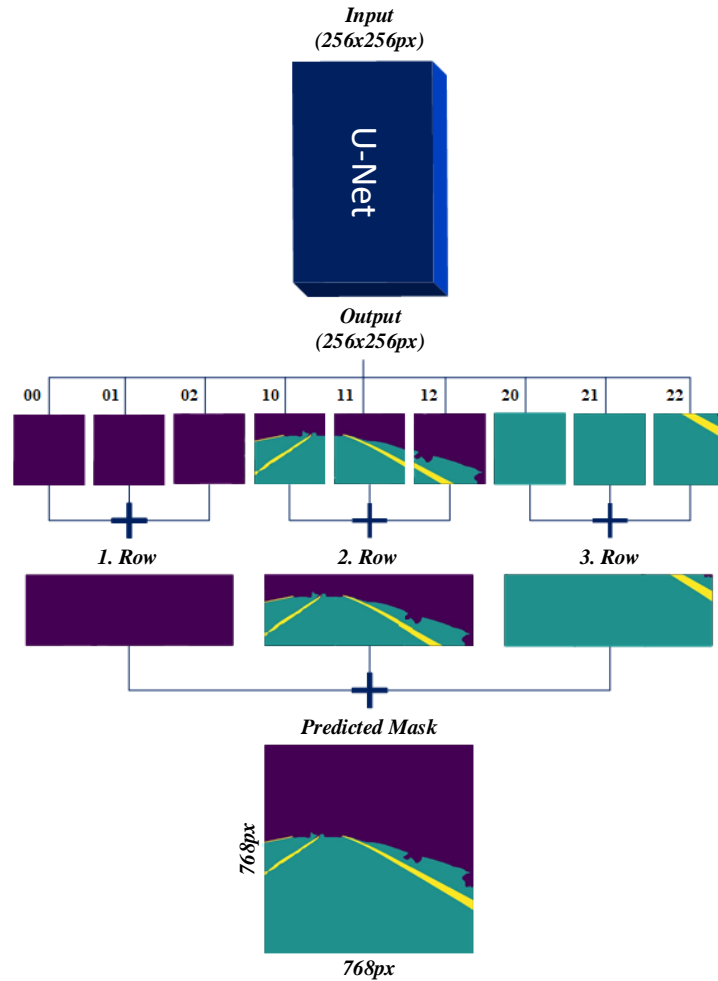 Input
(256x256px)
U-Net
Output
(256x256px)
00 01 02 10 11 12 20 21 22
1. Row 2. Row 3. Row
Predicted Mask
768px
768px